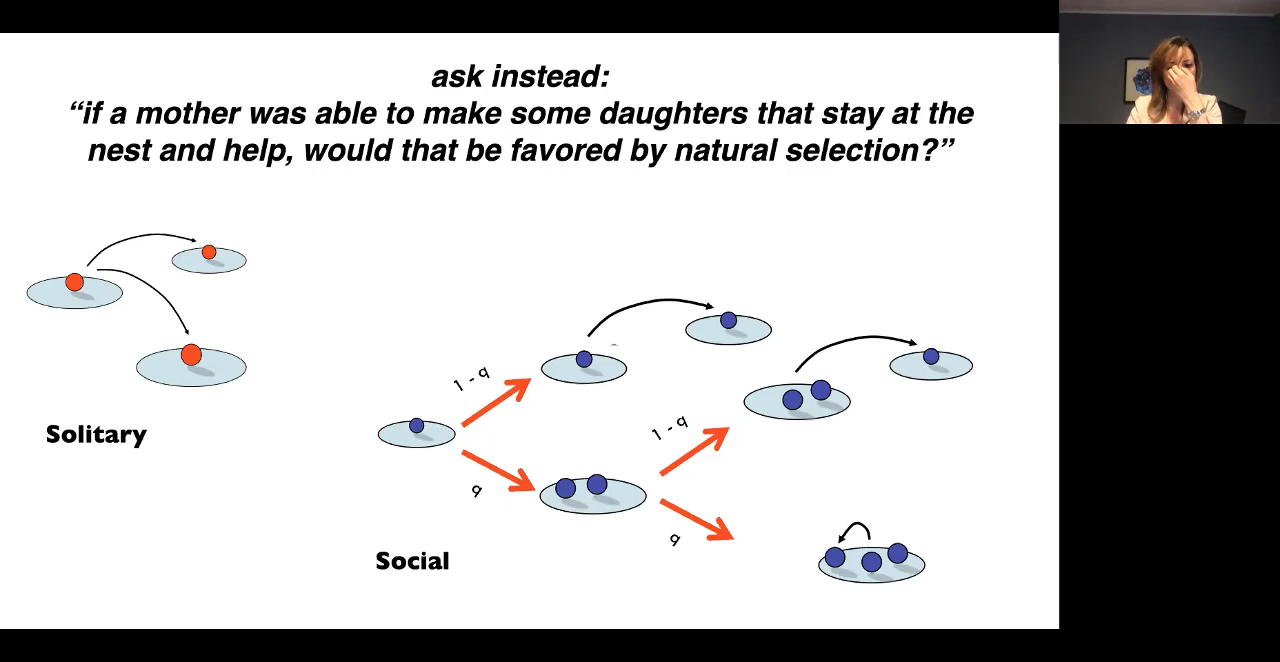 ask instead:
“if a mother was able to make some daughters that stay at the
nest and help, would that be favored by natural selection?”
1 - q
1 - q
Solitary
q
q
Social